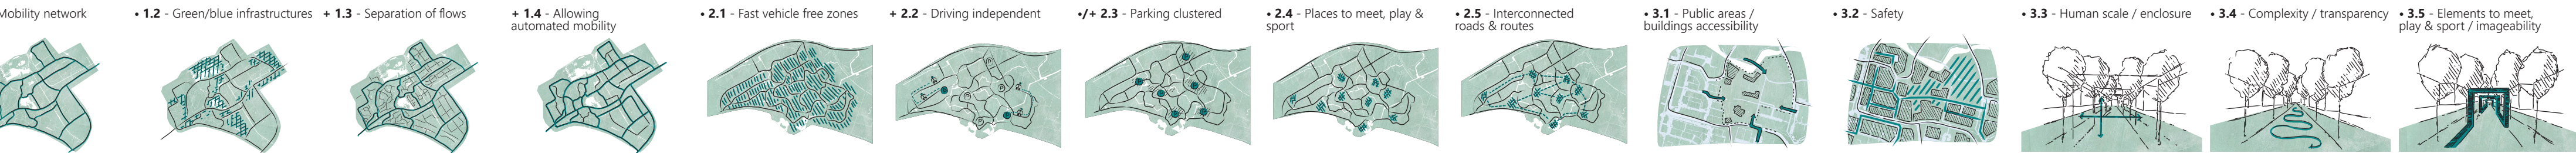 Mobility network
• 1.2 - Green/blue infrastructures
+ 1.3 - Separation of flows
+ 1.4 - Allowing
automated mobility
• 2.1 - Fast vehicle free zones
+ 2.2 - Driving independent
•/+ 2.3 - Parking clustered
• 2.4 - Places to meet, play &
sport
• 2.5 - Interconnected
roads & routes
• 3.1 - Public areas /
buildings accessibility
• 3.2 - Safety
• 3.3 - Human scale / enclosure
• 3.4 - Complexity / transparency
• 3.5 - Elements to meet,
play & sport / imageability